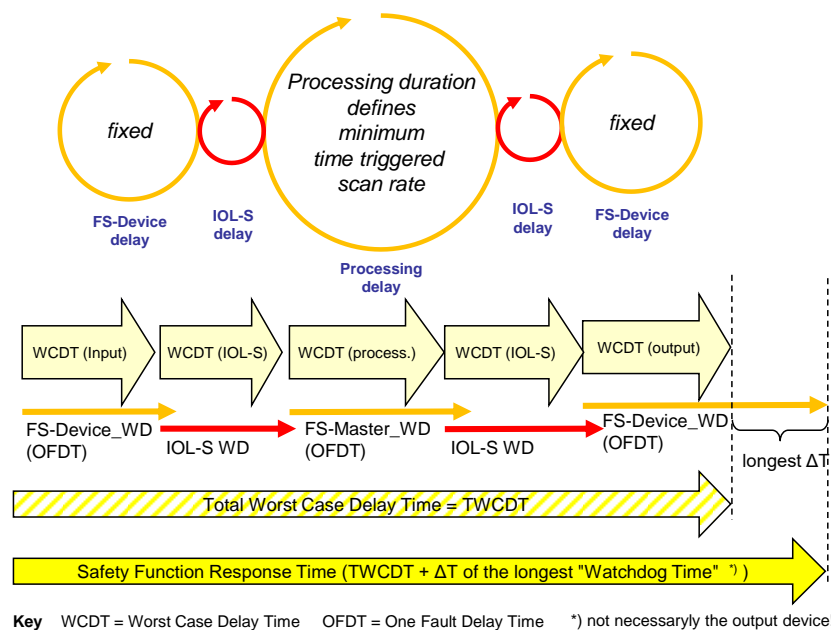 fixed
Processing duration
defines
minimum
time triggered
scan rate
fixed
FS-Device
delay
IOL-S
delay
IOL-S
delay
FS-Device
delay
Processing
delay
WCDT (Input)
WCDT (IOL-S)
WCDT (process.)
WCDT (IOL-S)
WCDT (output)
FS-Device_WD
(OFDT)
IOL-S WD
FS-Master_WD
(OFDT)
IOL-S WD
FS-Device_WD
(OFDT)
longest ΔT
Total Worst Case Delay Time = TWCDT
Safety Function Response Time (TWCDT + ΔT of the longest "Watchdog Time" *) )
Key WCDT = Worst Case Delay Time OFDT = One Fault Delay Time *) not necessaryly the output device